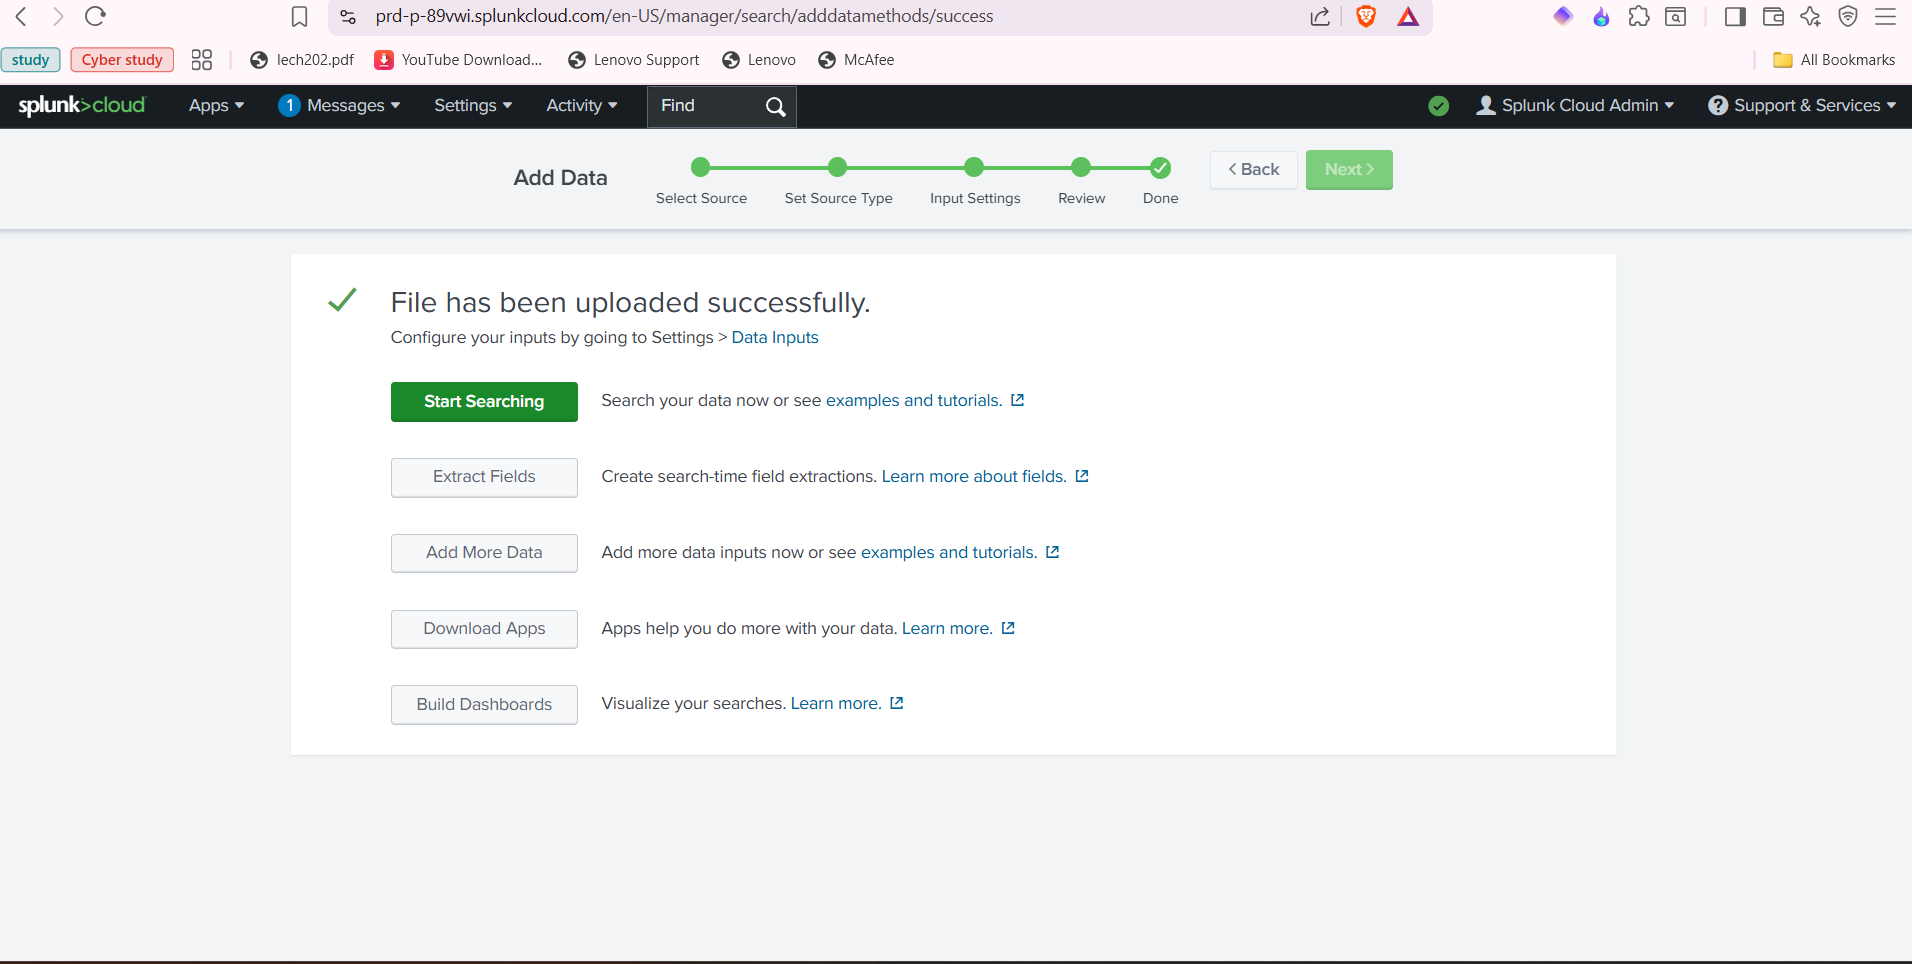 prd-p-89vwi.splunkcloud.com/en-US/manager/search/adddatamethods/success
study Cyber study lech202.pdf YouTube Download... Lenovo Support Lenovo McAfee All Bookmarks
splunk>cloud Apps 1 Messages Settings Activity Find Splunk Cloud Admin ? Support & Services
Add Data
Select Source Set Source Type Input Settings Review Done
< Back Next >
File has been uploaded successfully.
Configure your inputs by going to Settings > Data Inputs
Start Searching Search your data now or see examples and tutorials.
Extract Fields Create search-time field extractions. Learn more about fields.
Add More Data Add more data inputs now or see examples and tutorials.
Download Apps Apps help you do more with your data. Learn more.
Build Dashboards Visualize your searches. Learn more.